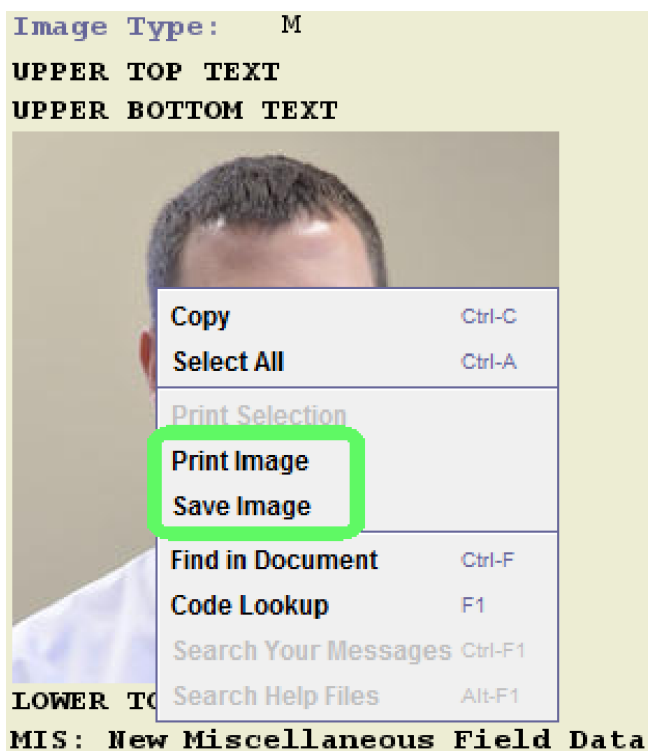 Image Type: M
UPPER TOP TEXT
UPPER BOTTOM TEXT
Copy Ctrl-C
Select All Ctrl-A
Print Selection
Print Image
Save Image
Find in Document Ctrl-F
Code Lookup F1
Search Your Messages Ctrl-F1
Search Help Files Alt-F1
LOWER
MIS: New Miscellaneous Field Data